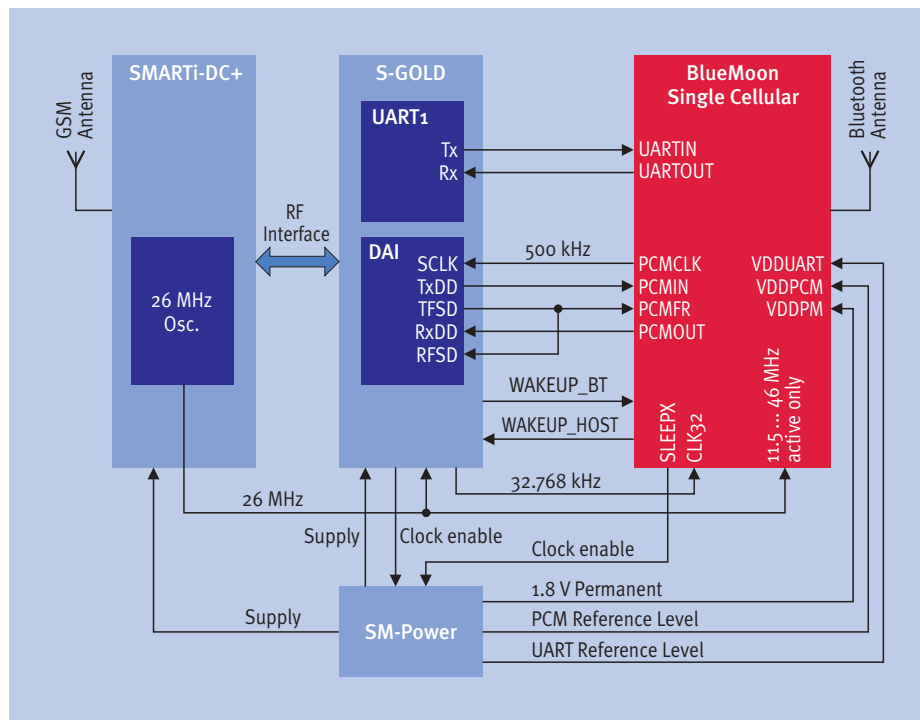 SMARTi-DC+
S-GOLD
BlueMoon
Single Cellular
GSM
Antenna
Bluetooth
Antenna
UART1
Tx
Rx
UARTIN
UARTOUT
RF
Interface
DAI
SCLK
TxDD
TFSD
RxDD
RFSD
500 kHz
PCMCLK
PCMIN
PCMFR
PCMOUT
VDDUART
VDDPCM
VDDPM
26 MHz
Osc.
WAKEUP_BT
WAKEUP_HOST
SLEEPX
CLK32
11.5 ... 46 MHz
active only
32.768 kHz
26 MHz
Supply
Clock enable
Clock enable
Supply
SM-Power
1.8 V Permanent
PCM Reference Level
UART Reference Level